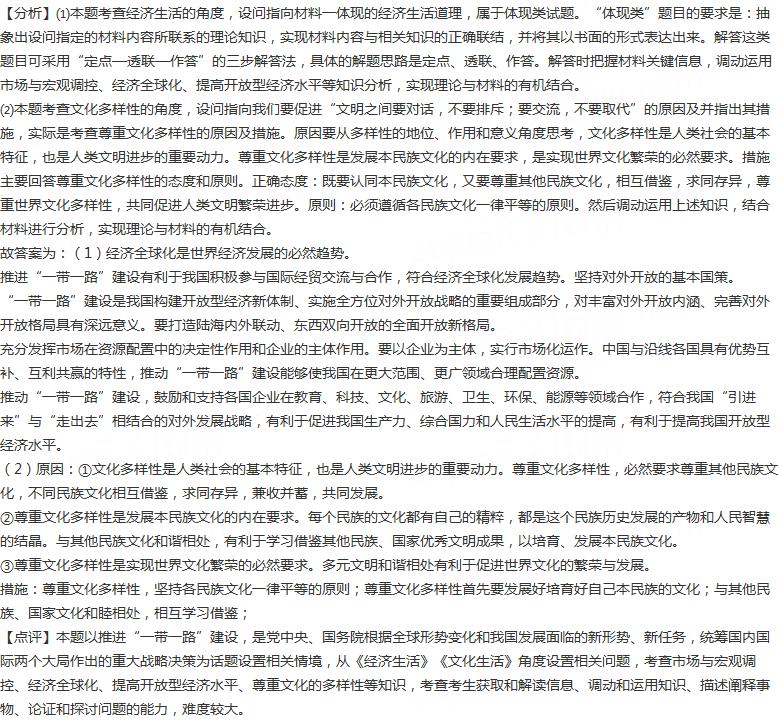 【分析】⑴本题考查经济生活的角度，设问指向材料一体现的经济生活道理，属于体现类试题。“体现类”题目的要求是：抽
象出设问指定的材料内容所联系的理论知识，实现材料内容与相关知识的正确联结，并将其以书面的形式表达出来。解答这类
题目可采用“定点—透联—作答”的三步解答法，具体的解题思路是定点、透联、作答。解答时把握材料关键信息，调动运用
市场与宏观调控、经济全球化、提高开放型经济水平等知识分析，实现理论与材料的有机结合。
⑵本题考查文化多样性的角度，设问指向我们要促进“文明之间要对话，不要排斥；要交流，不要取代”的原因及并指出其措
施，实际是考查尊重文化多样性的原因及措施。原因要从多样性的地位、作用和意义角度思考，文化多样性是人类社会的基本
特征，也是人类文明进步的重要动力。尊重文化多样性是发展本民族文化的内在要求，是实现世界文化繁荣的必然要求。措施
主要回答尊重文化多样性的态度和原则。正确态度：既要认同本民族文化，又要尊重其他民族文化，相互借鉴，求同存异，尊
重世界文化多样性，共同促进人类文明繁荣进步。原则：必须遵循各民族文化一律平等的原则。然后调动运用上述知识，结合
材料进行分析，实现理论与材料的有机结合。
故答案为：（1）经济全球化是世界经济发展的必然趋势。
推进“一带一路”建设有利于我国积极参与国际经贸交流与合作，符合经济全球化发展趋势。坚持对外开放的基本国策。
“一带一路”建设是我国构建开放型经济新体制、实施全方位对外开放战略的重要组成部分，对丰富对外开放内涵、完善对外
开放格局具有深远意义。要打造陆海内外联动、东西双向开放的全面开放新格局。
充分发挥市场在资源配置中的决定性作用和企业的主体作用。要以企业为主体，实行市场化运作。中国与沿线各国具有优势互
补、互利共赢的特性，推动“一带一路”建设能够使我国在更大范围、更广领域合理配置资源。
推动“一带一路”建设，鼓励和支持各国企业在教育、科技、文化、旅游、卫生、环保、能源等领域合作，符合我国“引进
来”与“走出去”相结合的对外发展战略，有利于促进我国生产力、综合国力和人民生活水平的提高，有利于提高我国开放型
经济水平。
（2）原因：①文化多样性是人类社会的基本特征，也是人类文明进步的重要动力。尊重文化多样性，必然要求尊重其他民族文
化，不同民族文化相互借鉴，求同存异，兼收并蓄，共同发展。
②尊重文化多样性是发展本民族文化的内在要求。每个民族的文化都有自己的精粹，都是这个民族历史发展的产物和人民智慧
的结晶。与其他民族文化和谐相处，有利于学习借鉴其他民族、国家优秀文明成果，以培育、发展本民族文化。
③尊重文化多样性是实现世界文化繁荣的必然要求。多元文明和谐相处有利于促进世界文化的繁荣与发展。
措施：尊重文化多样性，坚持各民族文化一律平等的原则；尊重文化多样性首先要发展好培育好自己本民族的文化；与其他民
族、国家文化和睦相处，相互学习借鉴；
【点评】本题以推进“一带一路”建设，是党中央、国务院根据全球形势变化和我国发展面临的新形势、新任务，统筹国内国
际两个大局作出的重大战略决策为话题设置相关情境，从《经济生活》《文化生活》角度设置相关问题，考查市场与宏观调
控、经济全球化、提高开放型经济水平、尊重文化的多样性等知识，考查考生获取和解读信息、调动和运用知识、描述阐释事
物、论证和探讨问题的能力，难度较大。